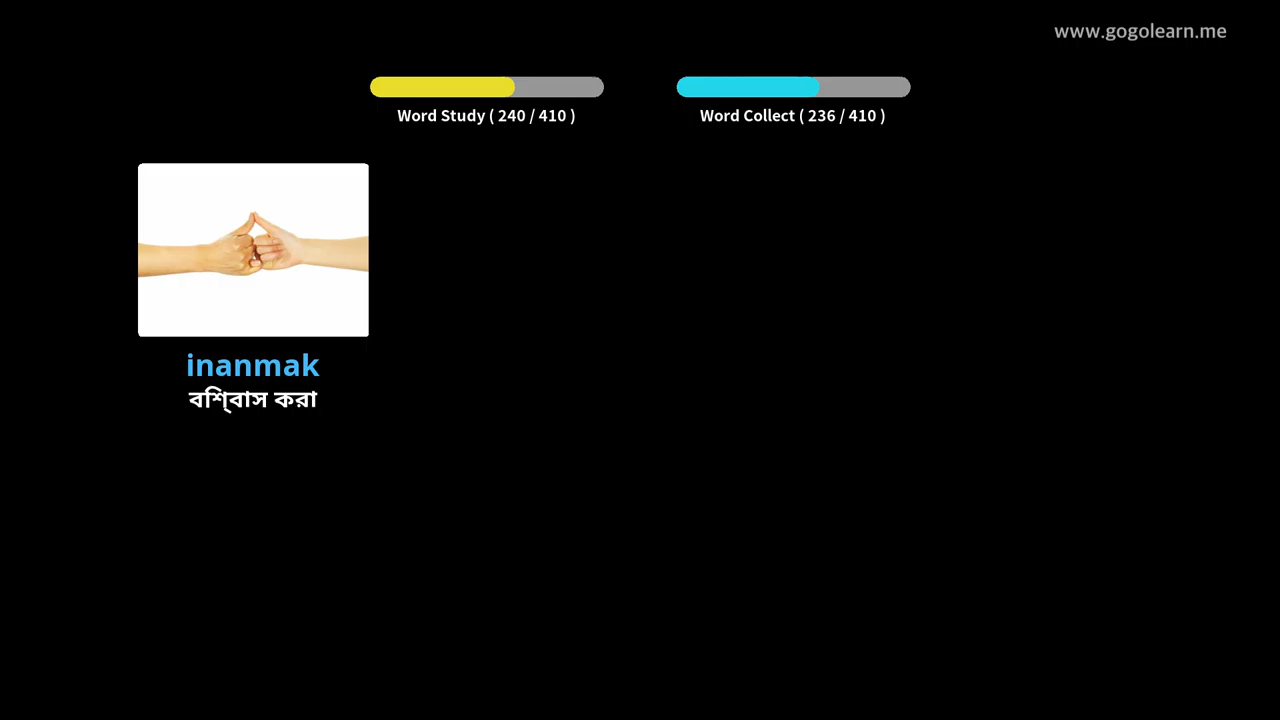 www.gogolearn.me
Word Study ( 240 / 410 )
Word Collect ( 236 / 410 )
inanmak
বিশ্বাস করা